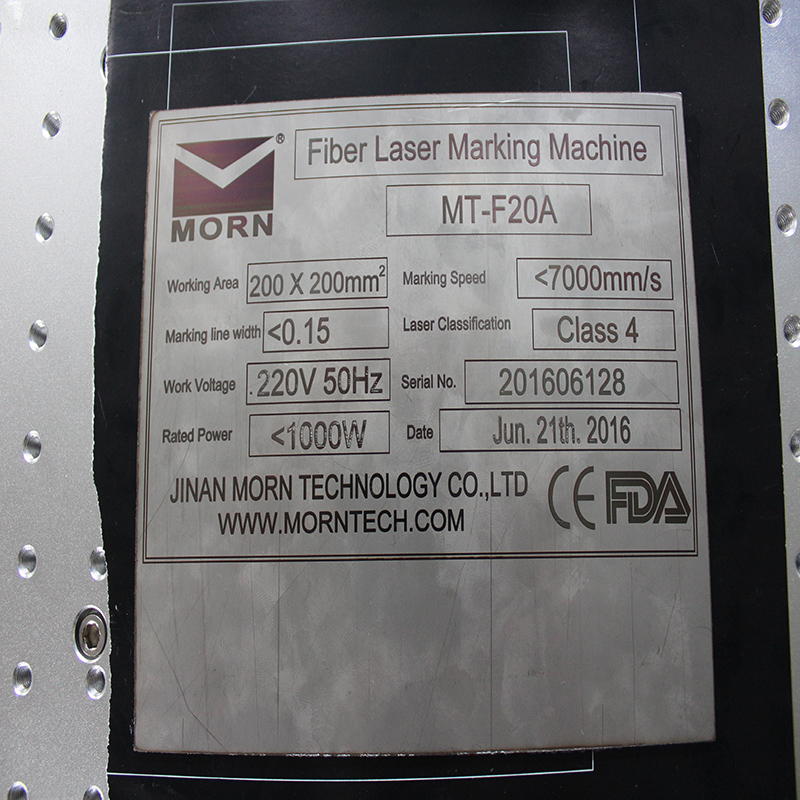 MORN®
Fiber Laser Marking Machine
MT-F20A
Working Area 200 X 200mm² Marking Speed <7000mm/s
Marking line width <0.15 Laser Classification Class 4
Work Voltage 220V 50Hz Serial No. 201606128
Rated Power <1000W Date Jun. 21th. 2016
JINAN MORN TECHNOLOGY CO.,LTD
WWW.MORNTECH.COM
CE FDA